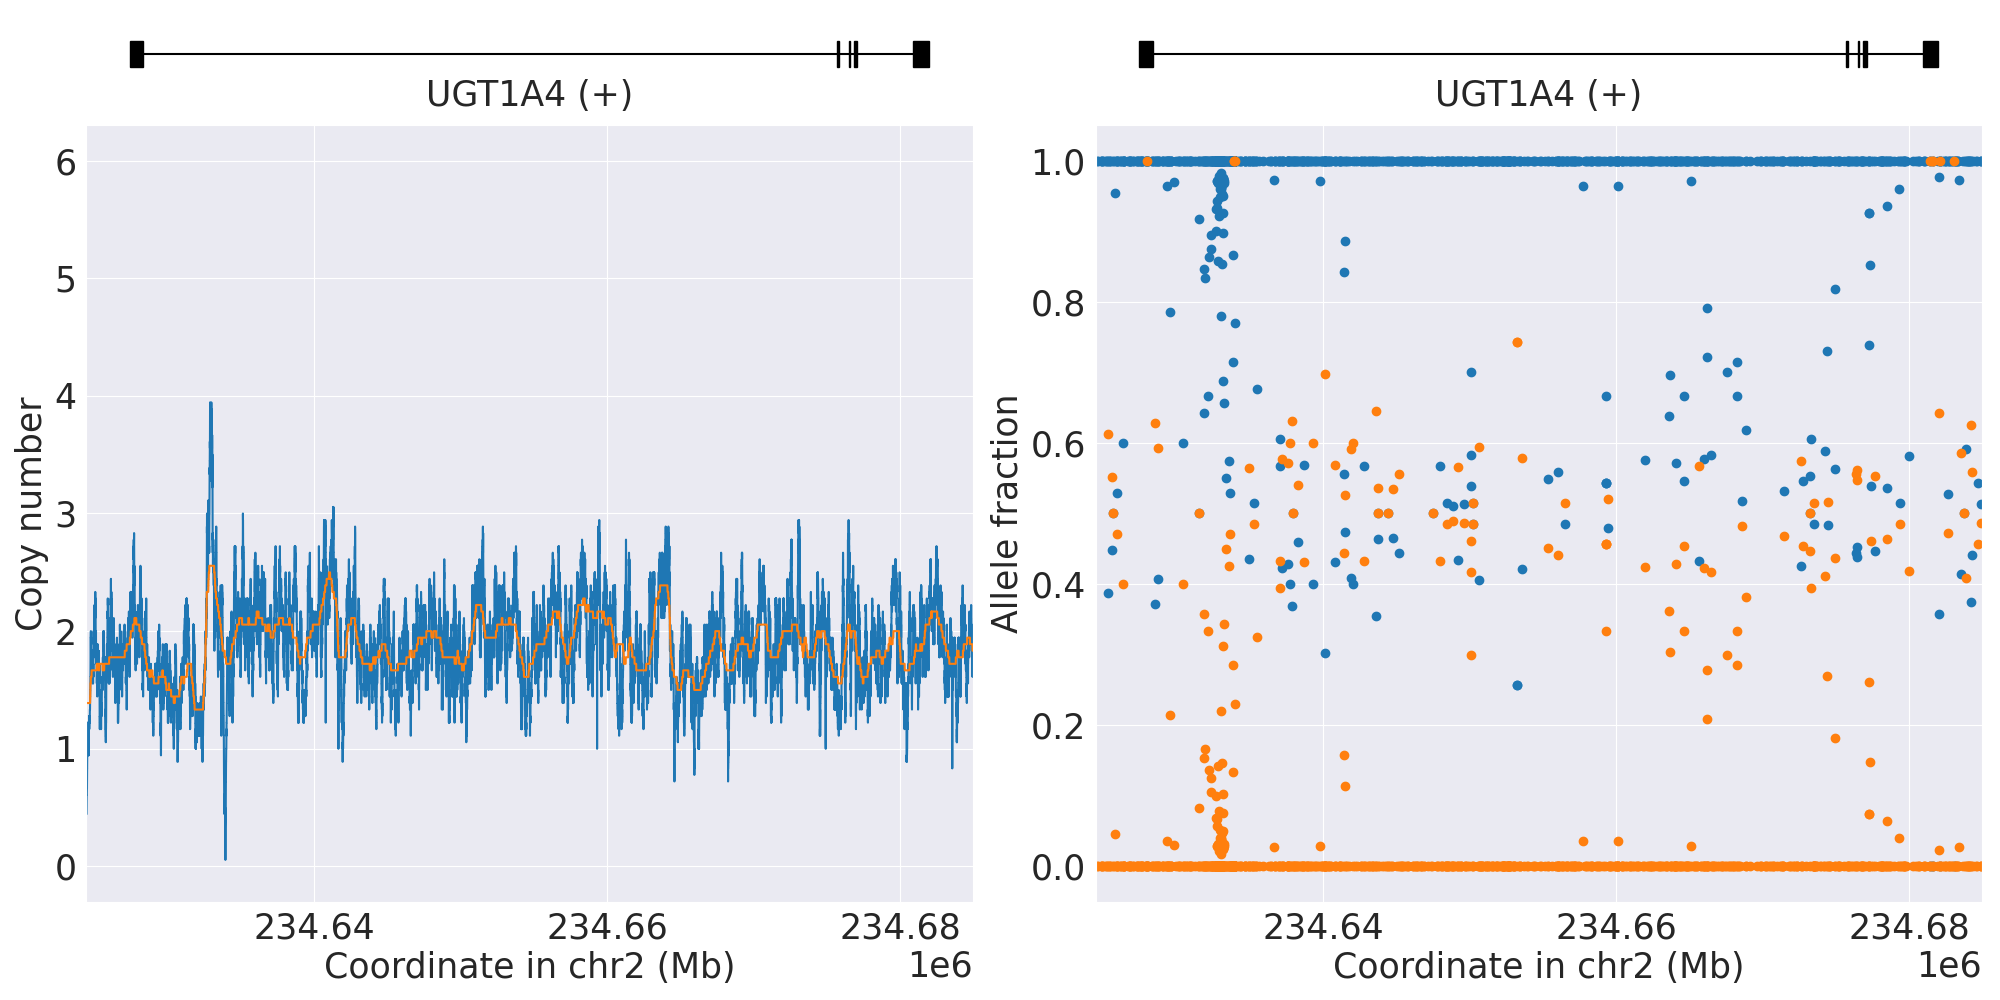 UGT1A4 (+)
6
5
4
3
2
1
0
Copy number
234.64
234.66
234.68
Coordinate in chr2 (Mb)
1e6
UGT1A4 (+)
1.0
0.8
0.6
0.4
0.2
0.0
Allele fraction
234.64
234.66
234.68
Coordinate in chr2 (Mb)
1e6